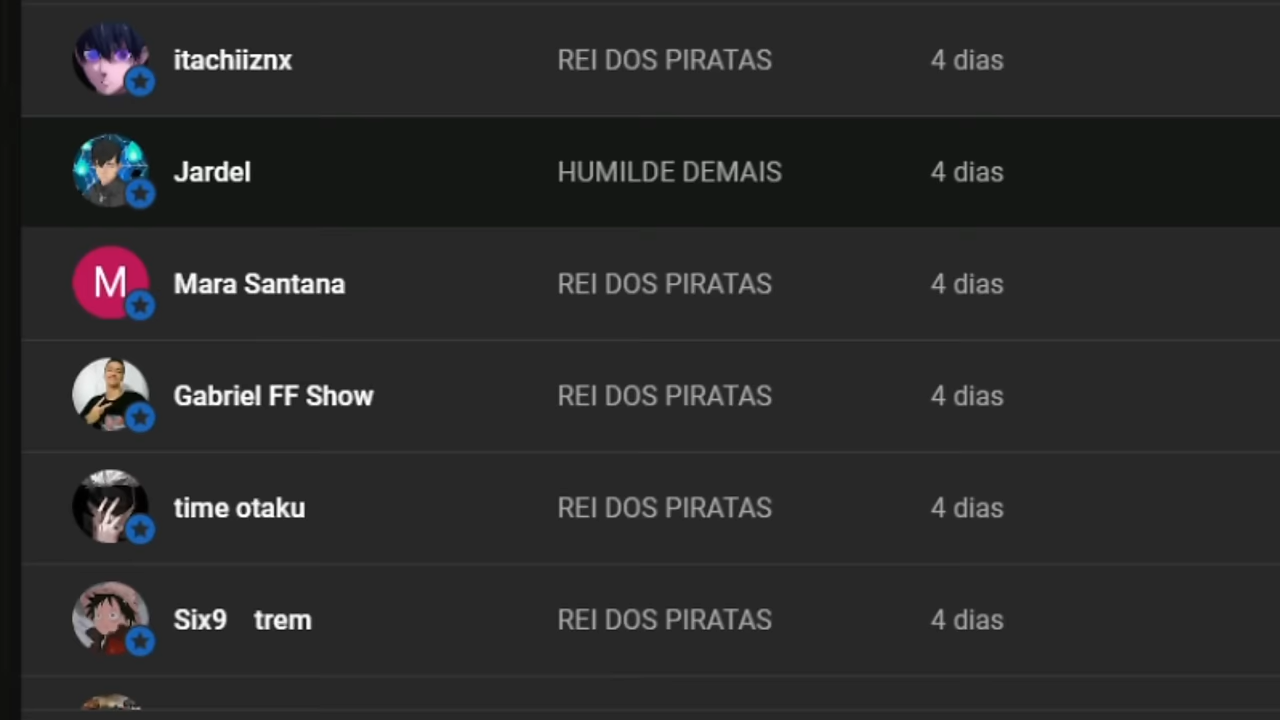 itachiiznx REI DOS PIRATAS 4 dias
Jardel HUMILDE DEMAIS 4 dias
M Mara Santana REI DOS PIRATAS 4 dias
Gabriel FF Show REI DOS PIRATAS 4 dias
time otaku REI DOS PIRATAS 4 dias
Six9 trem REI DOS PIRATAS 4 dias